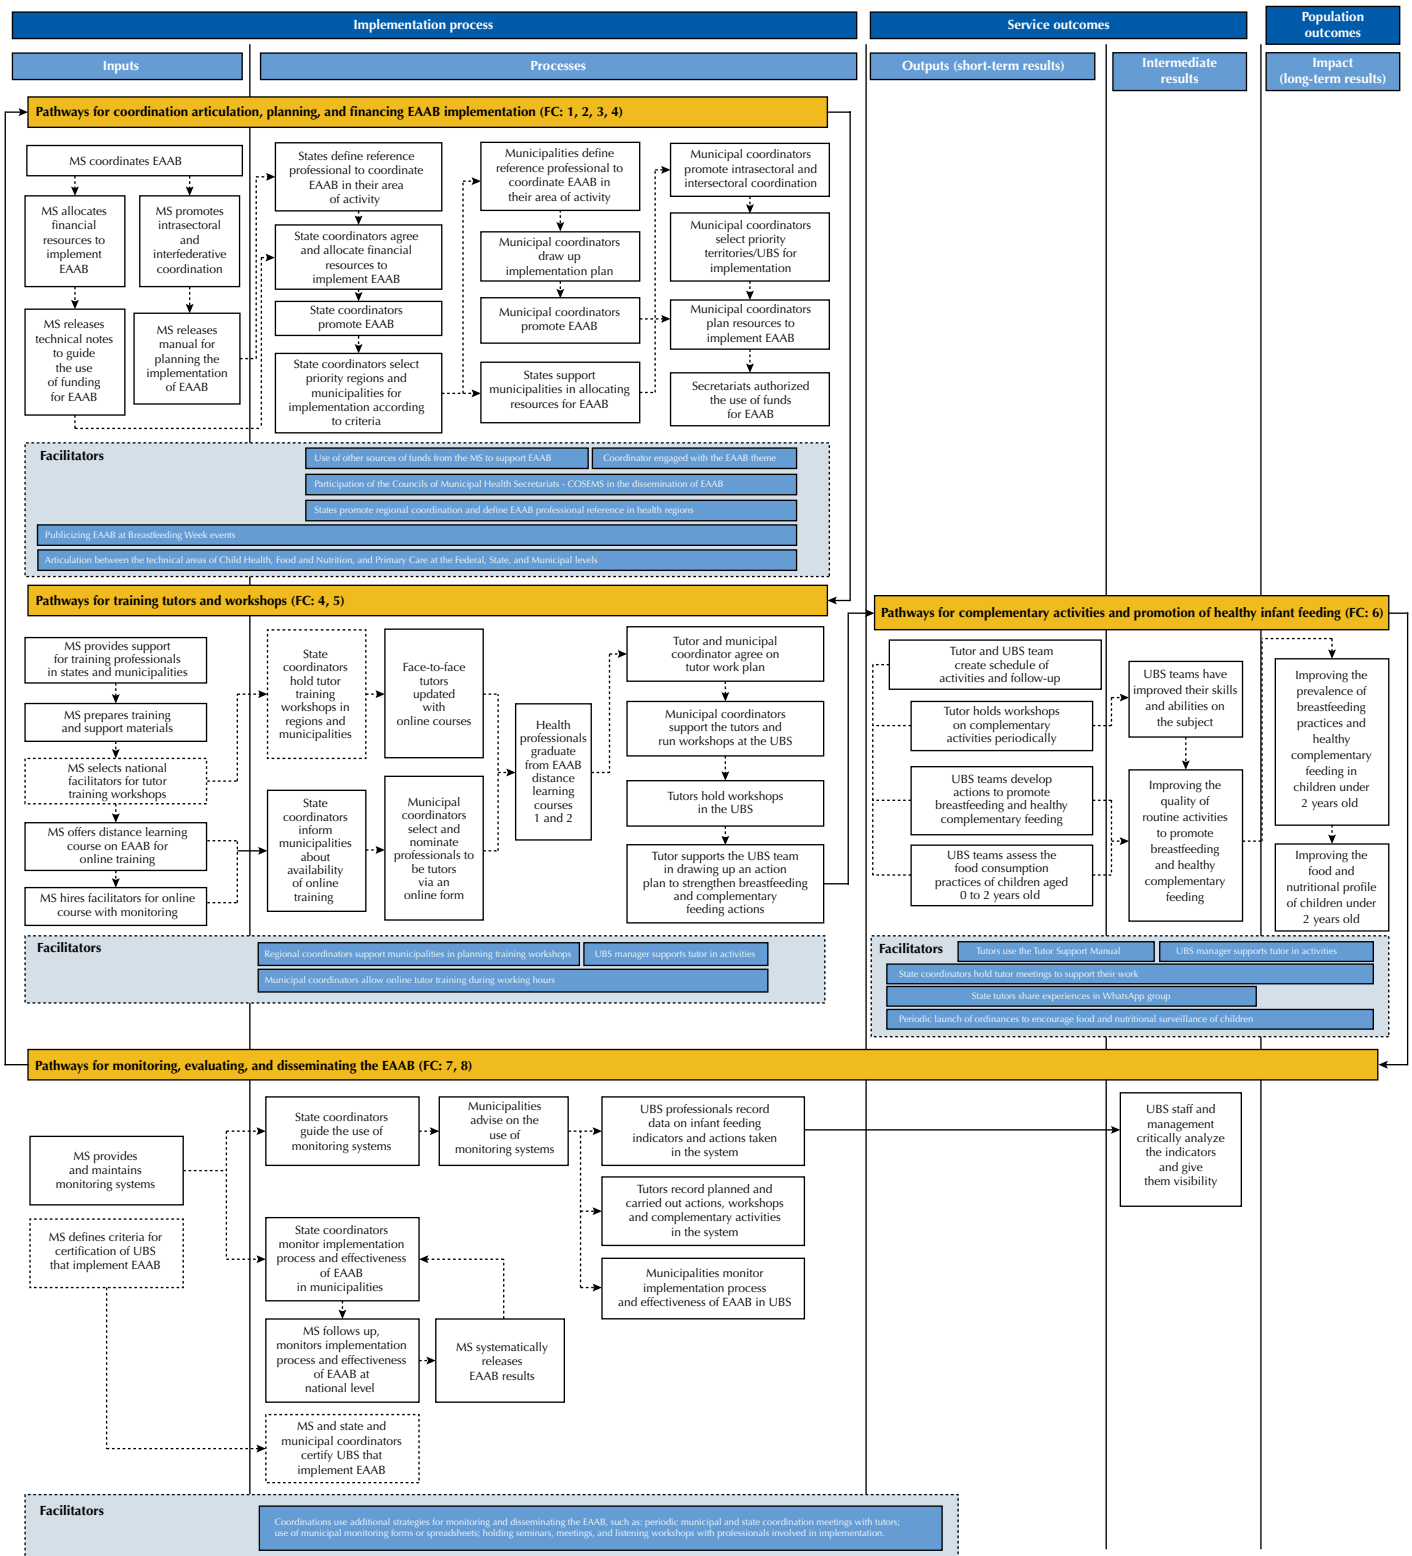 Implementation process
Service outcomes
Population
outcomes
Inputs
Processes
Outputs (short-term results)
Intermediate
results
Impact
(long-term results)
Pathways for coordination articulation, planning, and financing EAAB implementation (FC: 1, 2, 3, 4)
MS coordinates EAAB
MS allocates
financial
resources to
implement
EAAB
MS promotes
intrasectoral
and
interfederative
coordination
MS releases
technical notes
to guide
the use
of funding
for EAAB
MS releases
manual for
planning the
implementation
of EAAB
States define reference
professional to coordinate
EAAB in their area
of activity
State coordinators agree
and allocate financial
resources to
implement EAAB
State coordinators
promote EAAB
State coordinators select
priority regions and
municipalities for
implementation according
to criteria
Municipalities define
reference professional to
coordinate EAAB in
their area of activity
Municipal coordinators
draw up
implementation plan
Municipal coordinators
promote EAAB
States support
municipalities in allocating
resources for EAAB
Municipal coordinators
promote intrasectoral and
intersectoral coordination
Municipal coordinators
select priority
territories/UBS for
implementation
Municipal coordinators
plan resources to
implement EAAB
Secretariats authorized
the use of funds
for EAAB
Facilitators
Use of other sources of funds from the MS to support EAAB
Coordinator engaged with the EAAB theme
Participation of the Councils of Municipal Health Secretariats - COSEMS in the dissemination of EAAB
States promote regional coordination and define EAAB professional reference in health regions
Publicizing EAAB at Breastfeeding Week events
Articulation between the technical areas of Child Health, Food and Nutrition, and Primary Care at the Federal, State, and Municipal levels
Pathways for training tutors and workshops (FC: 4, 5)
MS provides support
for training professionals
in states and municipalities
MS prepares training
and support materials
MS selects national
facilitators for tutor
training workshops
MS offers distance learning
course on EAAB for
online training
MS hires facilitators for online
course with monitoring
State
coordinators
hold tutor
training
workshops in
regions and
municipalities
State
coordinators
inform
municipalities
about
availability
of online
training
Face-to-face
tutors
updated
with
online courses
Municipal
coordinators
select and
nominate
professionals to
be tutors
via an
online form
Health
professionals
graduate
from EAAB
distance
learning
courses
1 and 2
Tutor and municipal
coordinator agree on
tutor work plan
Municipal coordinators
support the tutors and
run workshops at the UBS
Tutors hold workshops
in the UBS
Tutor supports the UBS team
in drawing up an action
plan to strengthen breastfeeding
and complementary
feeding actions
Facilitators
Regional coordinators support municipalities in planning training workshops
UBS manager supports tutor in activities
Municipal coordinators allow online tutor training during working hours
Pathways for complementary activities and promotion of healthy infant feeding (FC: 6)
Tutor and UBS team
create schedule of
activities and follow-up
Tutor holds workshops
on complementary
activities periodically
UBS teams develop
actions to promote
breastfeeding and healthy
complementary feeding
UBS teams assess the
food consumption
practices of children aged
0 to 2 years old
UBS teams have
improved their skills
and abilities on
the subject
Improving the
quality of
routine activities
to promote
breastfeeding
and healthy
complementary
feeding
Improving the
prevalence of
breastfeeding
practices and
healthy
complementary
feeding in
children under
2 years old
Improving the
food and
nutritional profile
of children under
2 years old
Facilitators
Tutors use the Tutor Support Manual
UBS manager supports tutor in activities
State coordinators hold tutor meetings to support their work
State tutors share experiences in WhatsApp group
Periodic launch of ordinances to encourage food and nutritional surveillance of children
Pathways for monitoring, evaluating, and disseminating the EAAB (FC: 7, 8)
MS provides
and maintains
monitoring systems
MS defines criteria for
certification of UBS
that implement EAAB
State coordinators
guide the use of
monitoring systems
State coordinators
monitor implementation
process and effectiveness
of EAAB
in municipalities
MS follows up,
monitors implementation
process and effectiveness
of EAAB at
national level
MS and state and
municipal coordinators
certify UBS that
implement EAAB
Municipalities
advise on the
use of
monitoring systems
MS systematically
releases
EAAB results
UBS professionals record
data on infant feeding
indicators and actions taken
in the system
Tutors record planned and
carried out actions, workshops
and complementary activities
in the system
Municipalities monitor
implementation process
and effectiveness of EAAB in UBS
UBS staff and
management
critically analyze
the indicators
and give
them visibility
Facilitators
Coordinations use additional strategies for monitoring and disseminating the EAAB, such as: periodic municipal and state coordination meetings with tutors;
use of municipal monitoring forms or spreadsheets; holding seminars, meetings, and listening workshops with professionals involved in implementation.